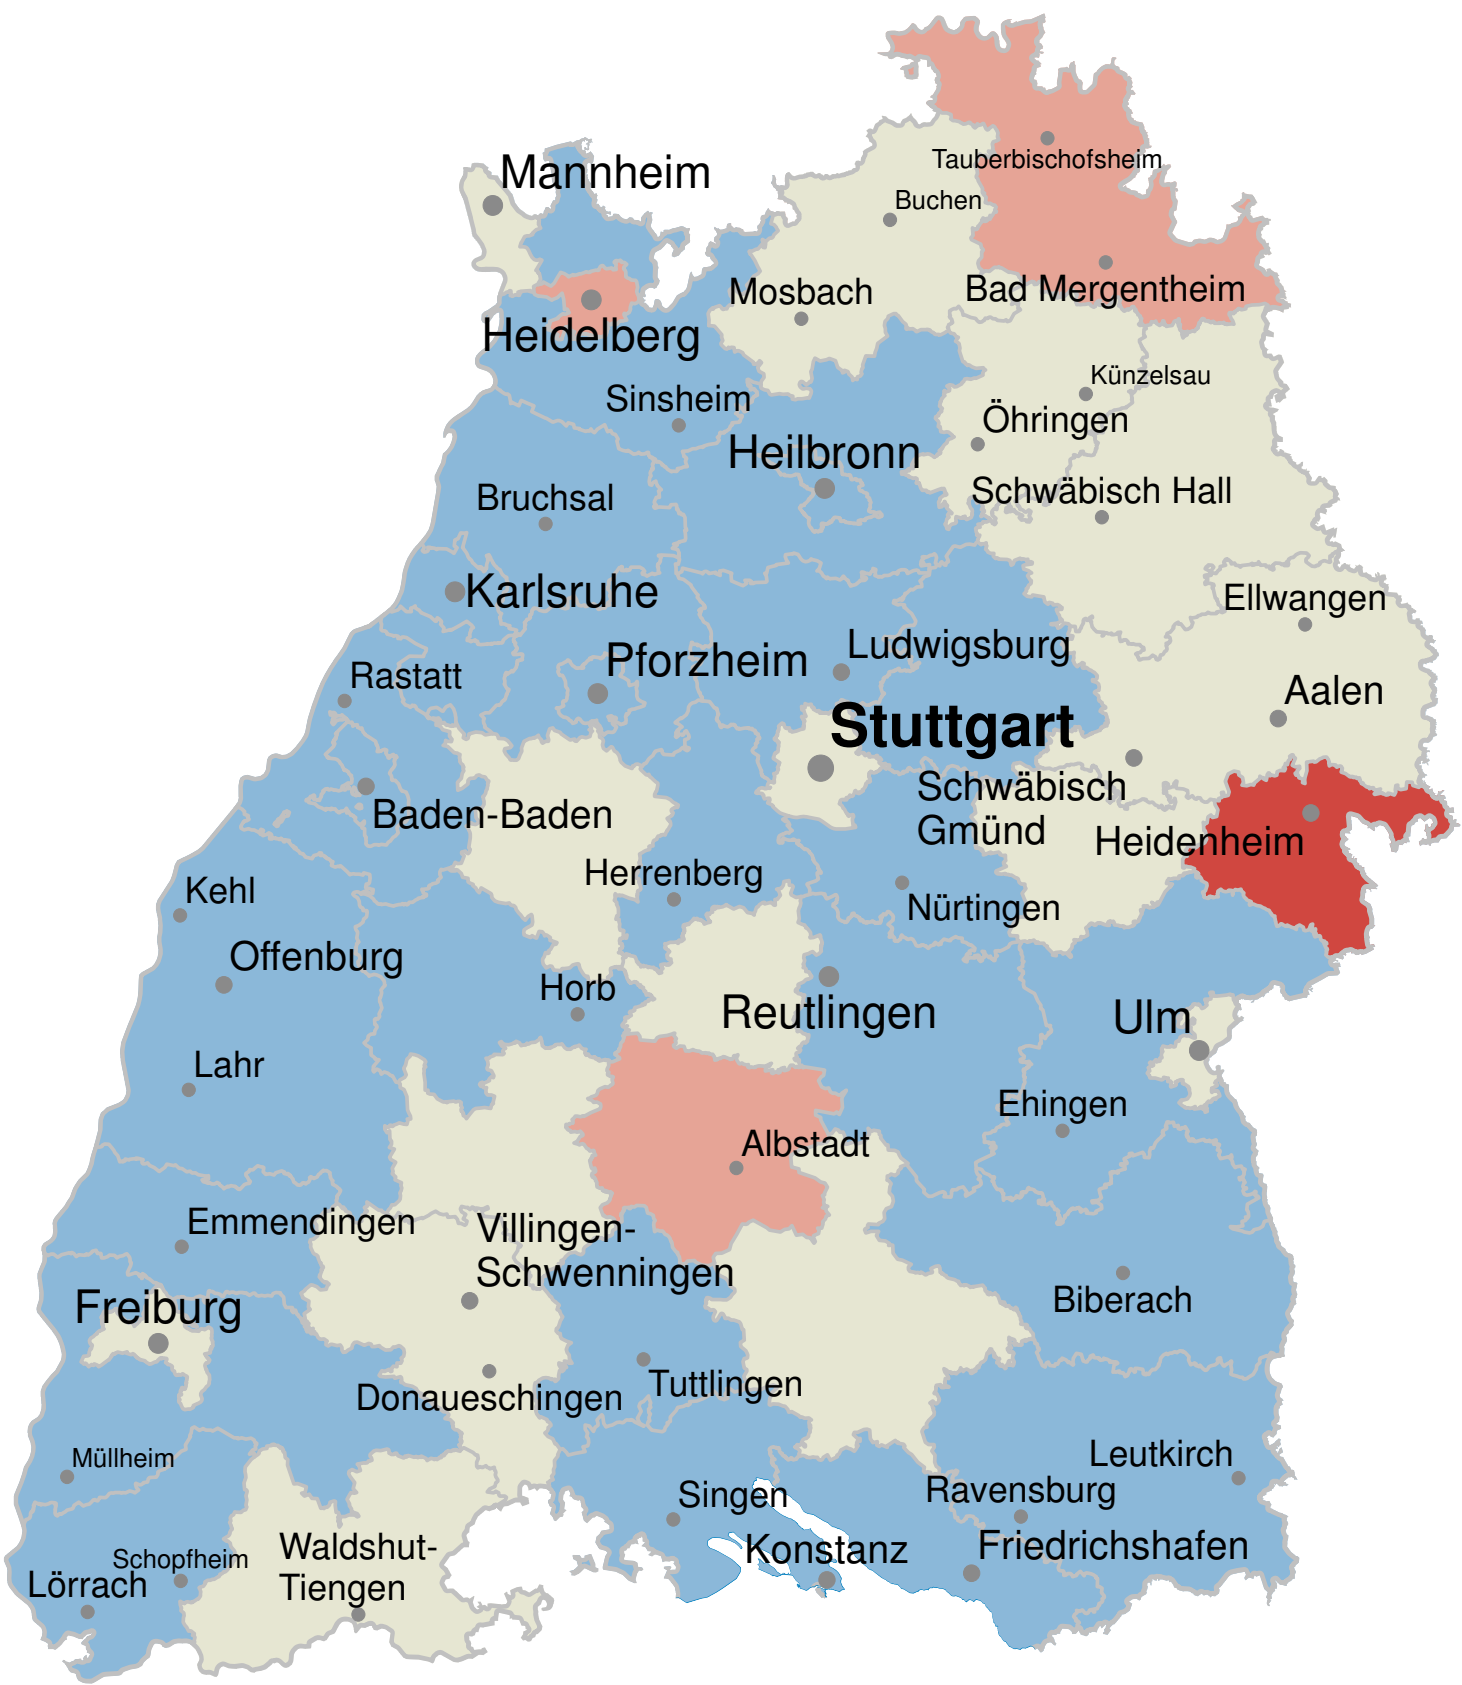 Mannheim
Tauberbischofsheim
Buchen
Mosbach
Bad Mergentheim
Heidelberg
Künzelsau
Sinsheim
Öhringen
Heilbronn
Bruchsal
Schwäbisch Hall
Karlsruhe
Ellwangen
Ludwigsburg
Pforzheim
Rastatt
Aalen
Stuttgart
Schwäbisch
Gmünd
Baden-Baden
Heidenheim
Herrenberg
Kehl
Nürtingen
Offenburg
Horb
Reutlingen
Ulm
Lahr
Ehingen
Albstadt
Emmendingen
Villingen-
Schwenningen
Biberach
Freiburg
Tuttlingen
Donaueschingen
Müllheim
Leutkirch
Ravensburg
Singen
Friedrichshafen
Konstanz
Waldshut-
Tiengen
Schopfheim
Lörrach